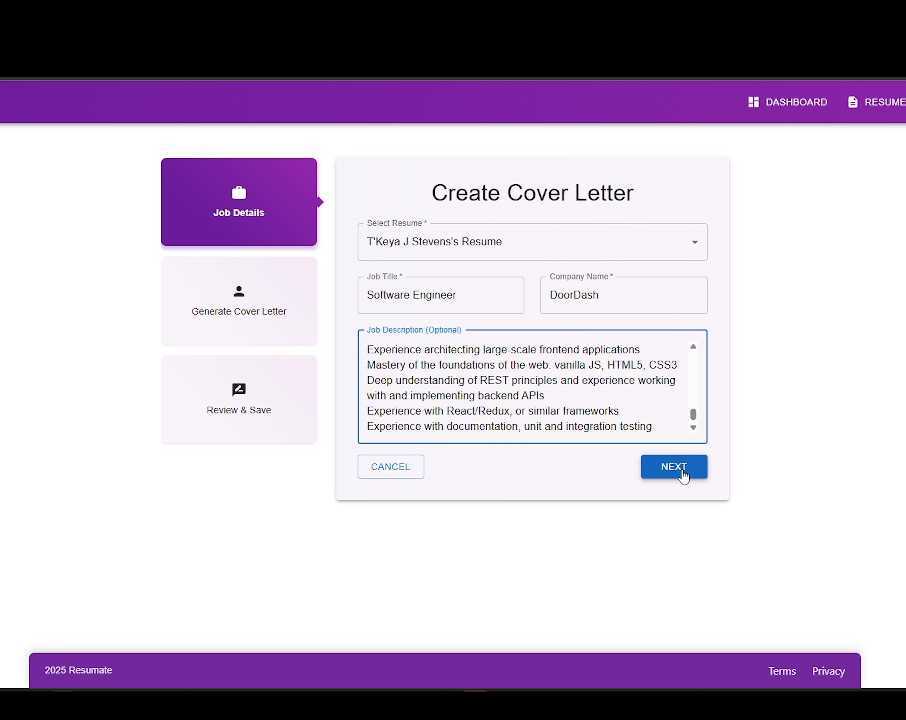 DASHBOARD
RESUME
Job Details
Generate Cover Letter
Review & Save
Create Cover Letter
Select Resume *
T'Keya J Stevens's Resume
Job Title *
Software Engineer
Company Name *
DoorDash
Job Description (Optional)
Experience architecting large scale frontend applications
Mastery of the foundations of the web: vanilla JS, HTML5, CSS3
Deep understanding of REST principles and experience working
with and implementing backend APIs
Experience with React/Redux, or similar frameworks
Experience with documentation, unit and integration testing.
CANCEL
NEXT
2025 Resumate
Terms
Privacy